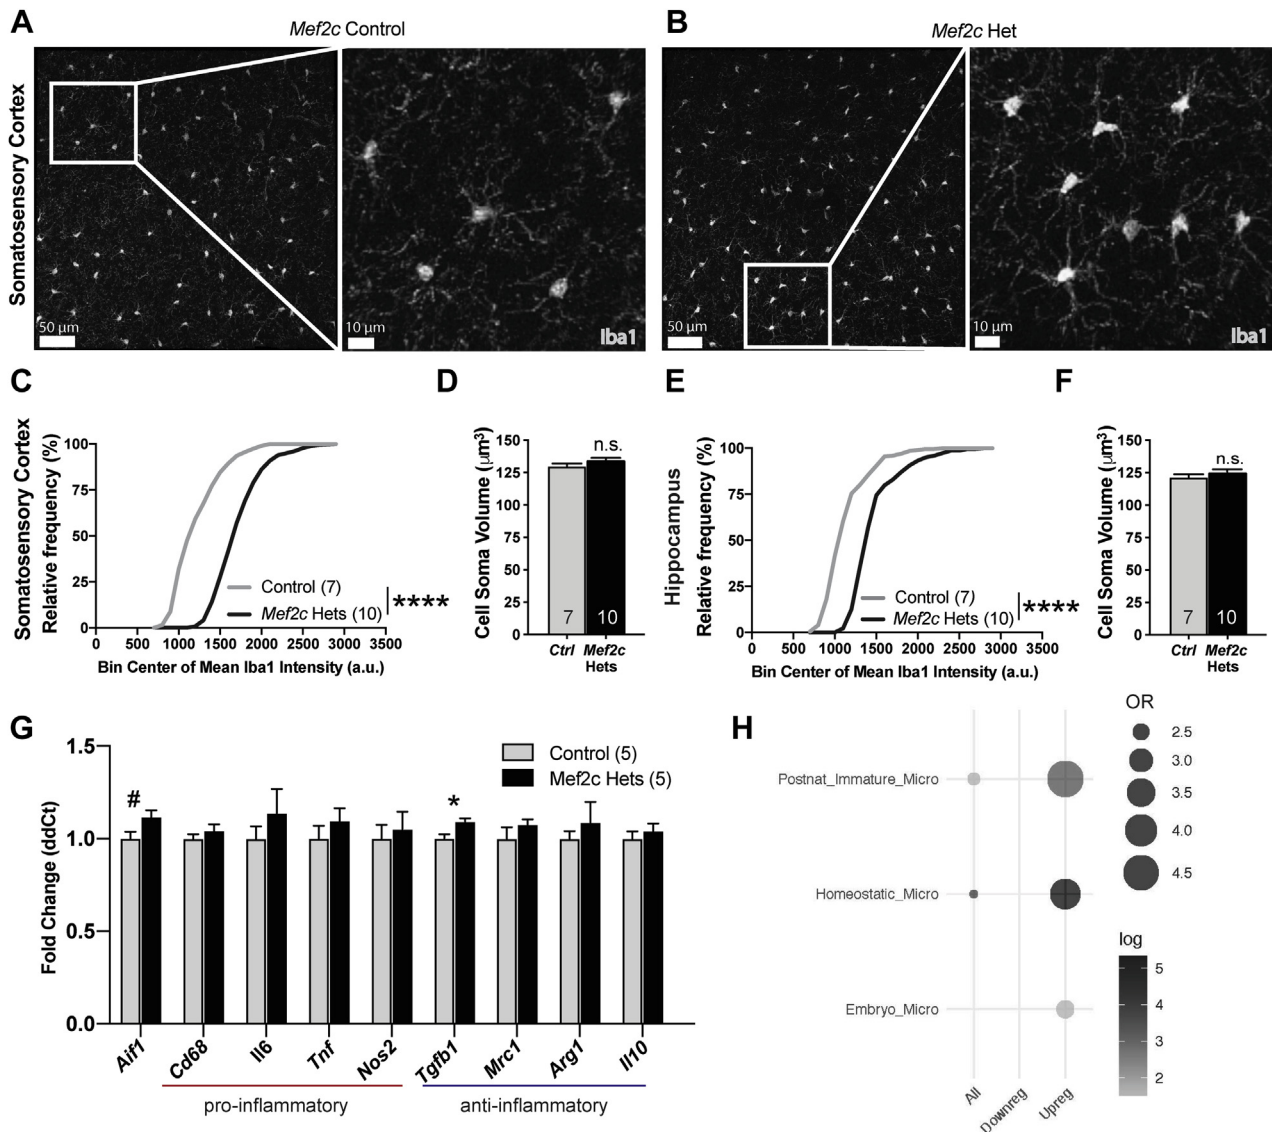 A
Mef2c Control
B
Mef2c Het
Somatosensory Cortex
50 µm
10 µm
Iba1
50 µm
10 µm
Iba1
C
D
E
F
Somatosensory Cortex
Relative frequency (%)
100
75
50
25
0
Control (7)
Mef2c Hets (10)
****
0 500 1000 1500 2000 2500 3000 3500
Bin Center of Mean Iba1 Intensity (a.u.)
Cell Soma Volume (µm³)
150
125
100
75
50
25
0
n.s.
7 10
Ctrl Mef2c
Hets
Hippocampus
Relative frequency (%)
100
75
50
25
0
Control (7)
Mef2c Hets (10)
****
0 500 1000 1500 2000 2500 3000 3500
Bin Center of Mean Iba1 Intensity (a.u.)
Cell Soma Volume (µm³)
150
125
100
75
50
25
0
n.s.
7 10
Ctrl Mef2c
Hets
G
Fold Change (ddCt)
1.5
1.0
0.5
0.0
Control (5)
Mef2c Hets (5)
#
*
Aif1 Cd68 Il6 Tnf Nos2 Tgfb1 Mrc1 Arg1 Il10
pro-inflammatory
anti-inflammatory
H
Postnat_Immature_Micro
Homeostatic_Micro
Embryo_Micro
All Downreg Upreg
OR
2.5
3.0
3.5
4.0
4.5
log
5
4
3
2